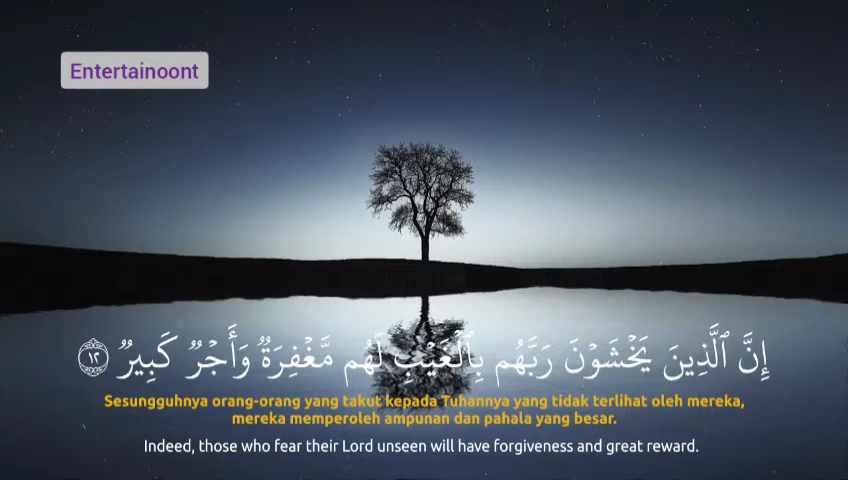 Entertainoont
إِنَّ ٱلَّذِينَ يَخْشَوْنَ رَبَّهُم بِٱلْغَيْبِ لَهُم مَّغْفِرَةٌ وَأَجْرٌ كَبِيرٌ ١٢
Sesungguhnya orang-orang yang takut kepada Tuhannya yang tidak terlihat oleh mereka,
mereka memperoleh ampunan dan pahala yang besar.
Indeed, those who fear their Lord unseen will have forgiveness and great reward.